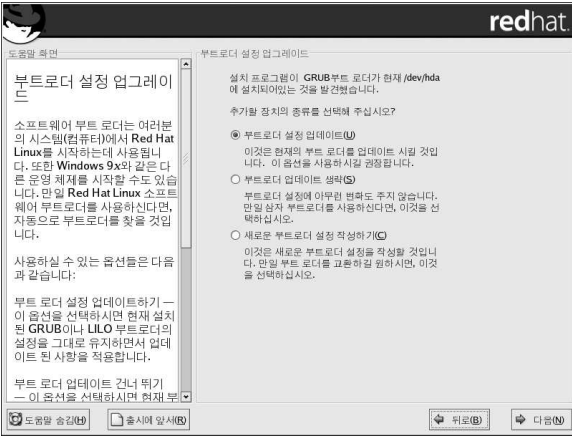 redhat.
도움말 화면
부트로더 설정 업그레이
드
소프트웨어 부트 로더는 여러분
의 시스템(컴퓨터)에서 Red Hat
Linux를 시작하는데 사용됩니
다. 또한 Windows 9x와 같은 다
른 운영 체제를 시작할 수도 있습
니다. 만일 Red Hat Linux 소프트
웨어 부트로더를 사용하신다면,
자동으로 부트로더를 찾을 것입
니다.
사용하실 수 있는 옵션들은 다음
과 같습니다:
부트 로더 설정 업데이트하기 —
이 옵션을 선택하시면 현재 설치
된 GRUB이나 LILO 부트로더의
설정을 그대로 유지하면서 업데
이트 된 사항을 적용합니다.
부트 로더 업테이트 건너 뛰기
— 이 옵션을 선택하시면 현재 부
부트로더 설정 업그레이드
설치 프로그램이 GRUB부트 로더가 현재 /dev/hda
에 설치되어있는 것을 발견했습니다.
추가할 장치의 종류를 선택해 주십시오?
부트로더 설정 업데이트(U)
이것은 현재의 부트 로더를 업데이트 시킬 것입
니다. 이 옵션을 사용하시길 권장합니다.
부트로더 업데이트 생략(S)
부트로더 설정에 아무런 변화도 주지 않습니다.
만일 삼자 부트로더를 사용하신다면, 이것을 선
택하십시오.
새로운 부트로더 설정 작성하기(C)
이것은 새로운 부트로더 설정을 작성할 것입니
다. 만일 부트 로더를 교환하길 원하시면, 이것
을 선택하십시오.
도움말 숨김(H)
출시에 앞서(R)
뒤로(B)
다음(N)